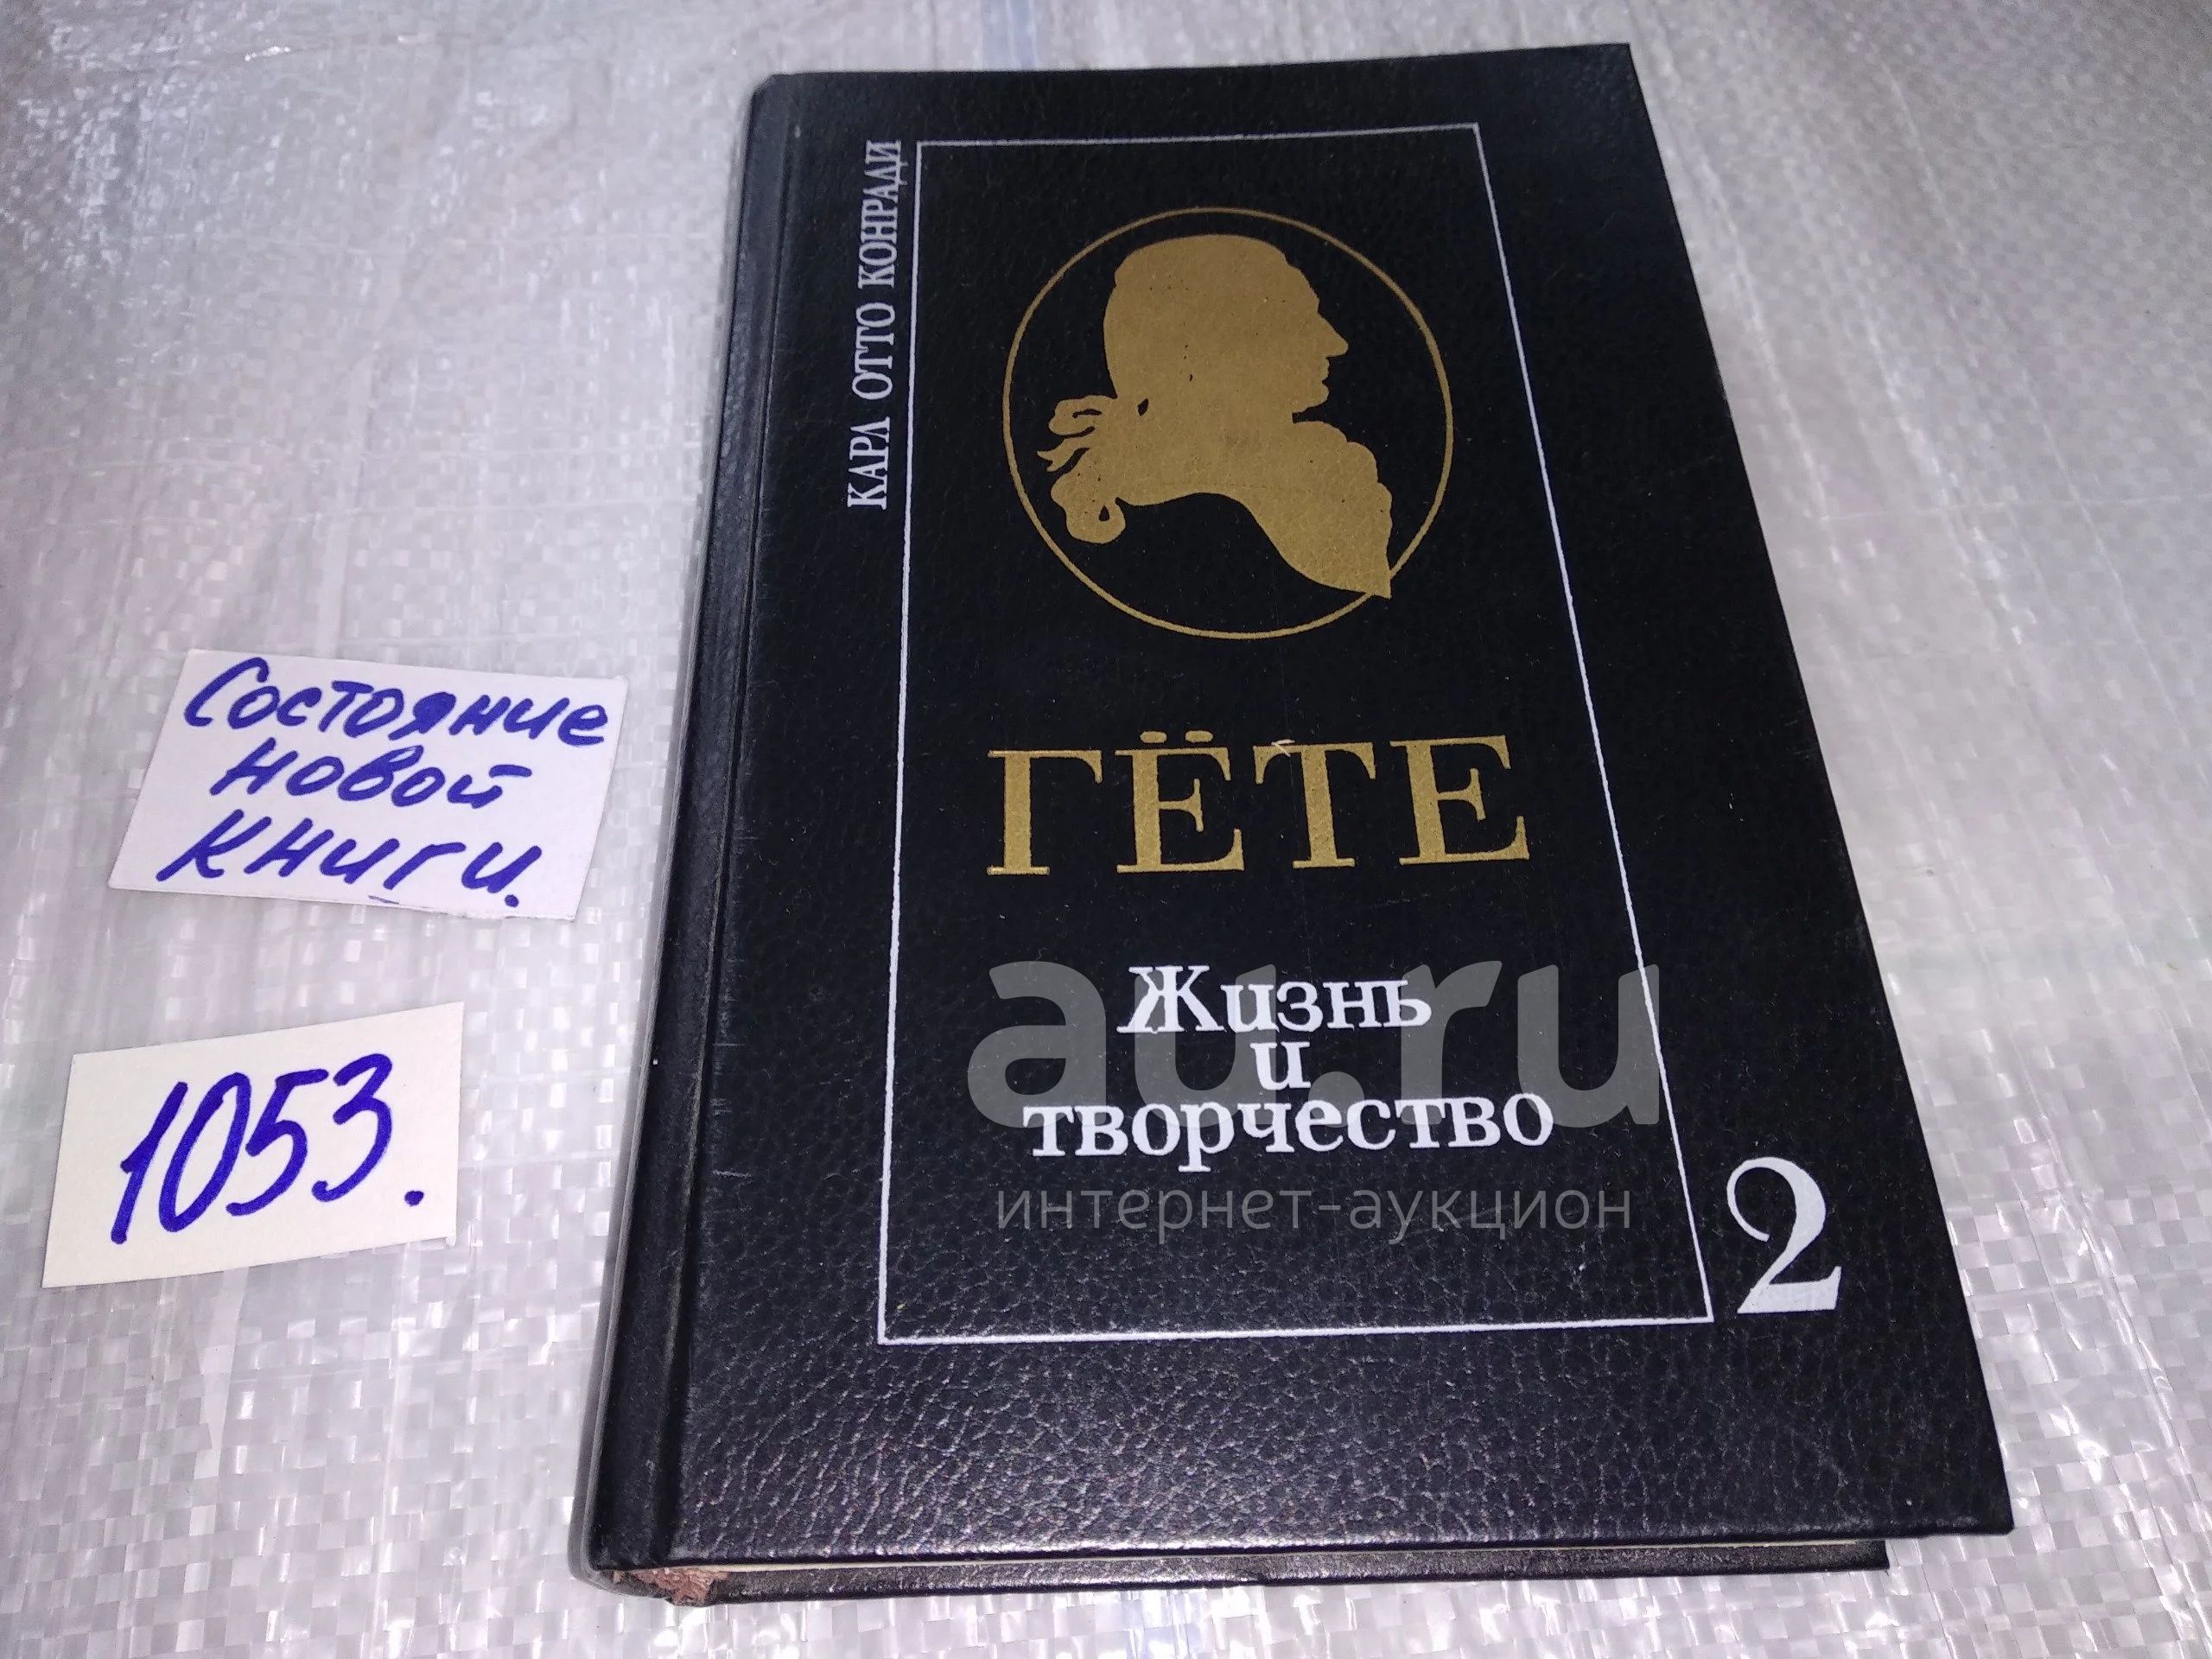 КАРЛ ОТТО КОНРАДИ
ГЁТЕ
Жизнь
и
творчество
2
Состояние
новой
книги.
1053.
au.ru
интернет-аукцион